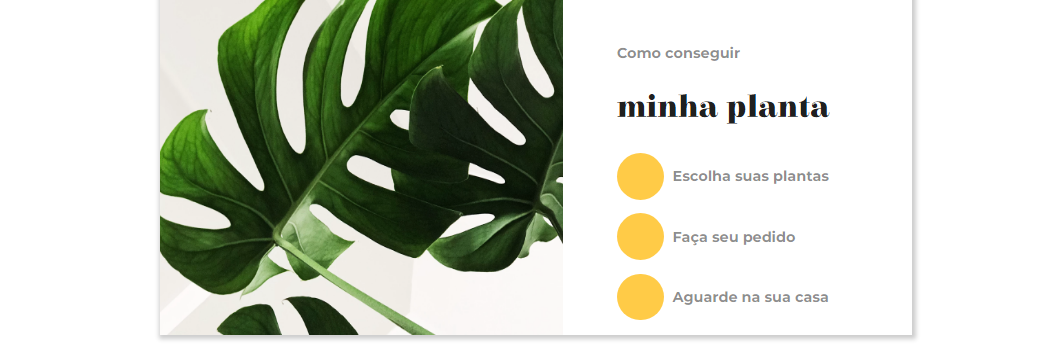 Como conseguir
minha planta
Escolha suas plantas
Faça seu pedido
Aguarde na sua casa